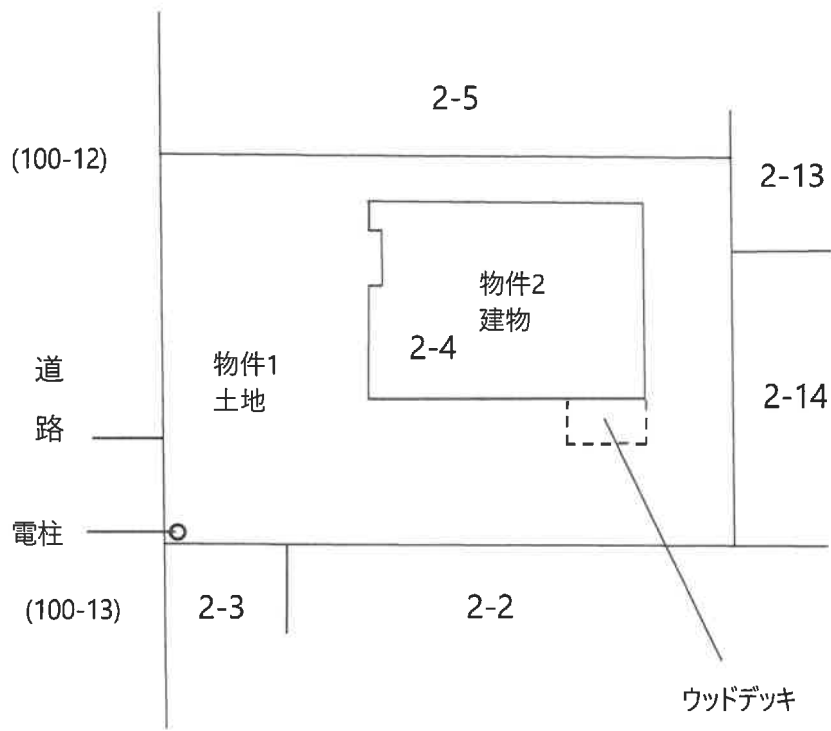 2-5
(100-12)
2-13
物件2
建物
2-4
物件1
土地
道
路
2-14
電柱
(100-13)
2-3
2-2
ウッドデッキ